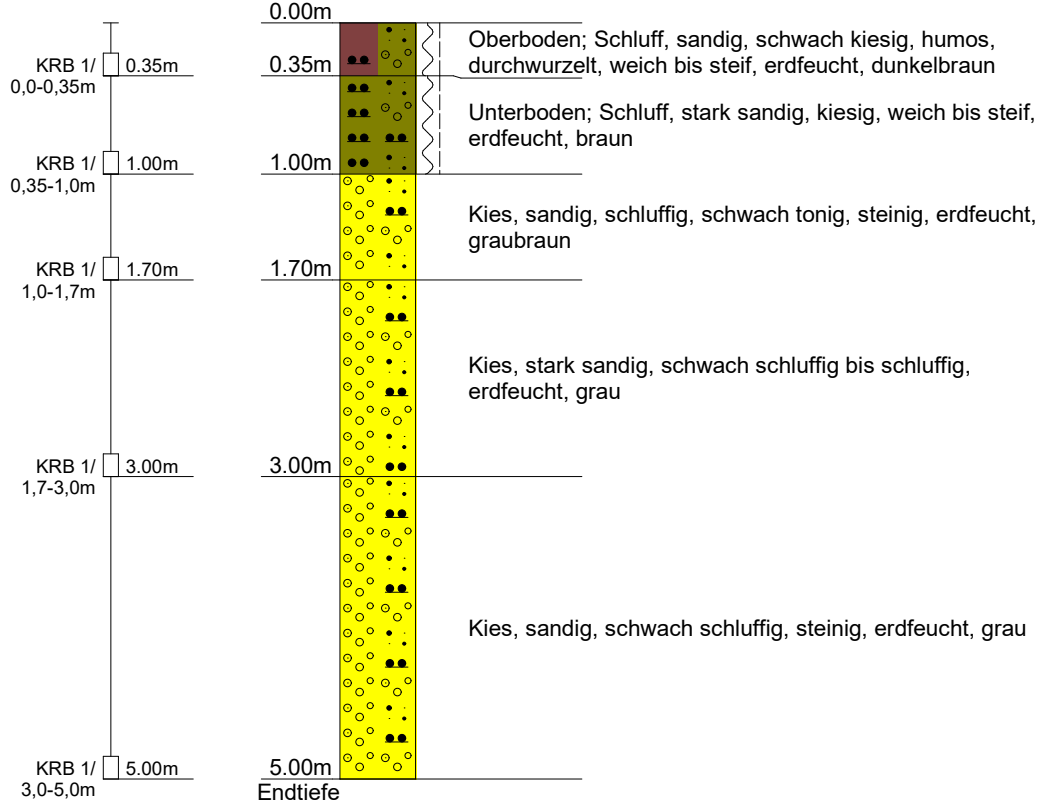 0.00m
KRB 1/ 0.35m
0,0-0,35m
0.35m
Oberboden; Schluff, sandig, schwach kiesig, humos,
durchwurzelt, weich bis steif, erdfeucht, dunkelbraun
Unterboden; Schluff, stark sandig, kiesig, weich bis steif,
erdfeucht, braun
KRB 1/ 1.00m
0,35-1,0m
1.00m
Kies, sandig, schluffig, schwach tonig, steinig, erdfeucht,
graubraun
KRB 1/ 1.70m
1,0-1,7m
1.70m
Kies, stark sandig, schwach schluffig bis schluffig,
erdfeucht, grau
KRB 1/ 3.00m
1,7-3,0m
3.00m
Kies, sandig, schwach schluffig, steinig, erdfeucht, grau
KRB 1/ 5.00m
3,0-5,0m
5.00m
Endtiefe